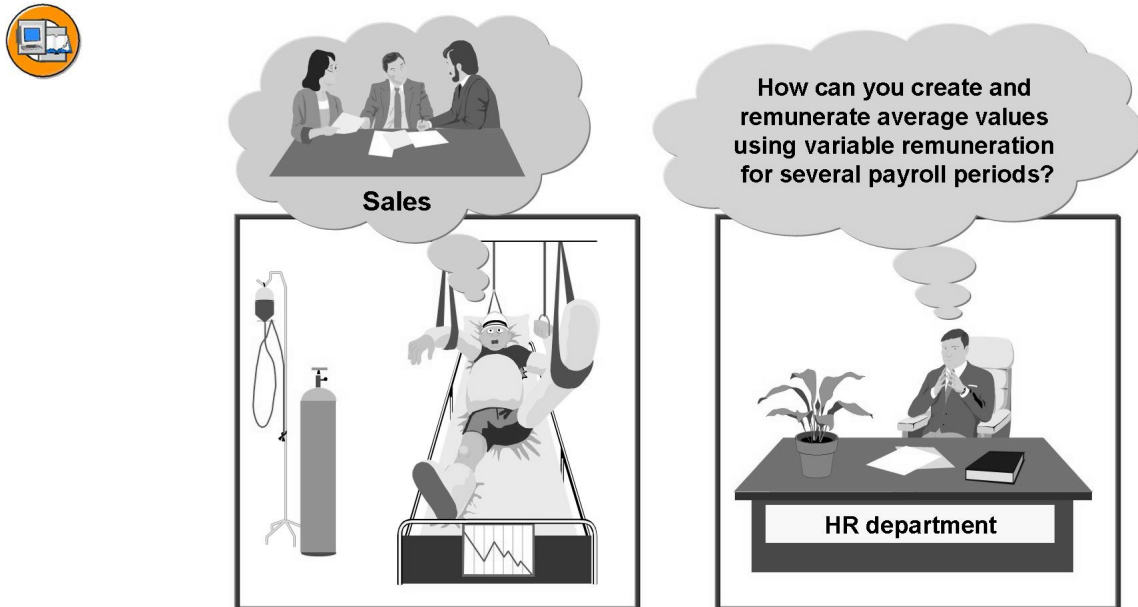 Sales
How can you create and
remunerate average values
using variable remuneration
for several payroll periods?
HR department